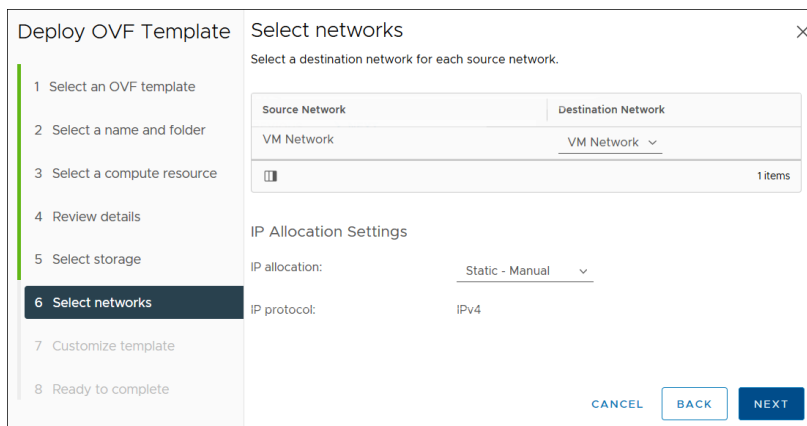 Deploy OVF Template
1 Select an OVF template
2 Select a name and folder
3 Select a compute resource
4 Review details
5 Select storage
6 Select networks
7 Customize template
8 Ready to complete
Select networks
Select a destination network for each source network.
Source Network Destination Network
VM Network VM Network
1 items
IP Allocation Settings
IP allocation: Static - Manual
IP protocol: IPv4
CANCEL BACK NEXT